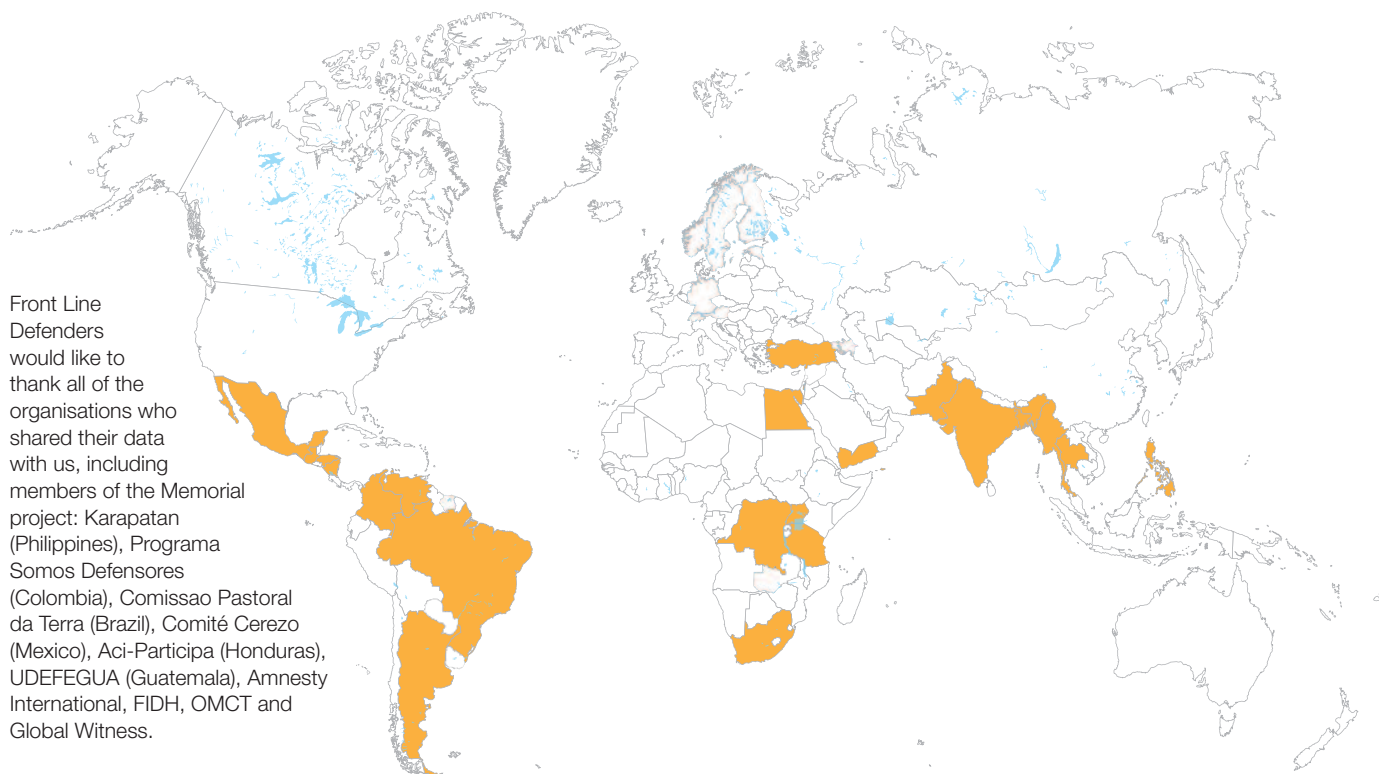 Front Line
Defenders
would like to
thank all of the
organisations who
shared their data
with us, including
members of the Memorial
project: Karapatan
(Philippines), Programa
Somos Defensores
(Colombia), Comissao Pastoral
da Terra (Brazil), Comité Cerezo
(Mexico), Aci-Participa (Honduras),
UDEFEGUA (Guatemala), Amnesty
International, FIDH, OMCT and
Global Witness.